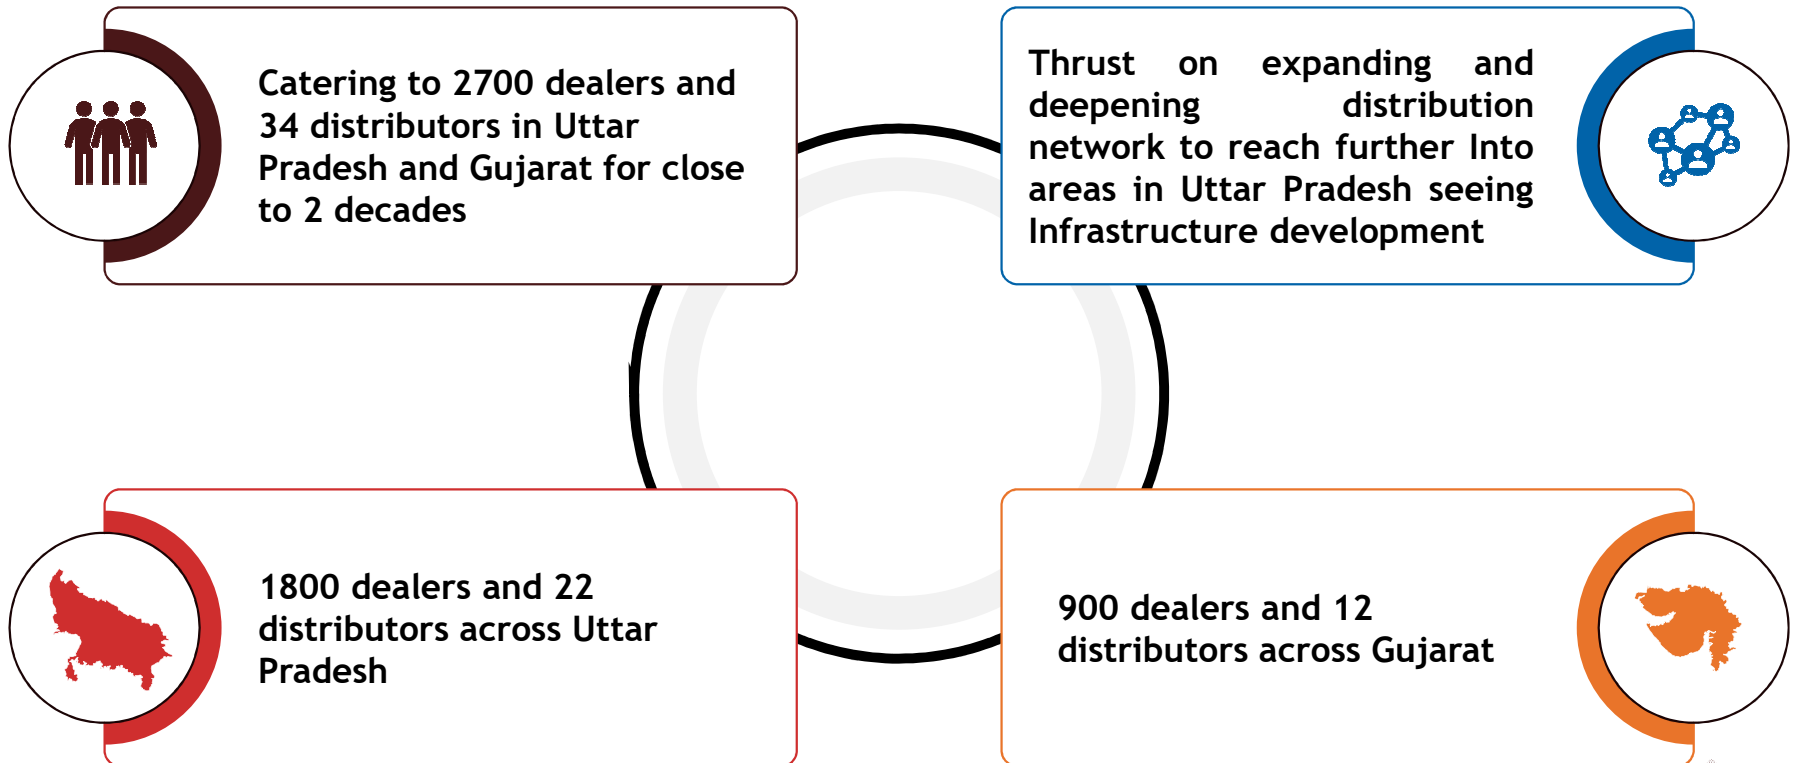 Catering to 2700 dealers and
34 distributors in Uttar
Pradesh and Gujarat for close
to 2 decades
Thrust on expanding and
deepening distribution
network to reach further Into
areas in Uttar Pradesh seeing
Infrastructure development
1800 dealers and 22
distributors across Uttar
Pradesh
900 dealers and 12
distributors across Gujarat